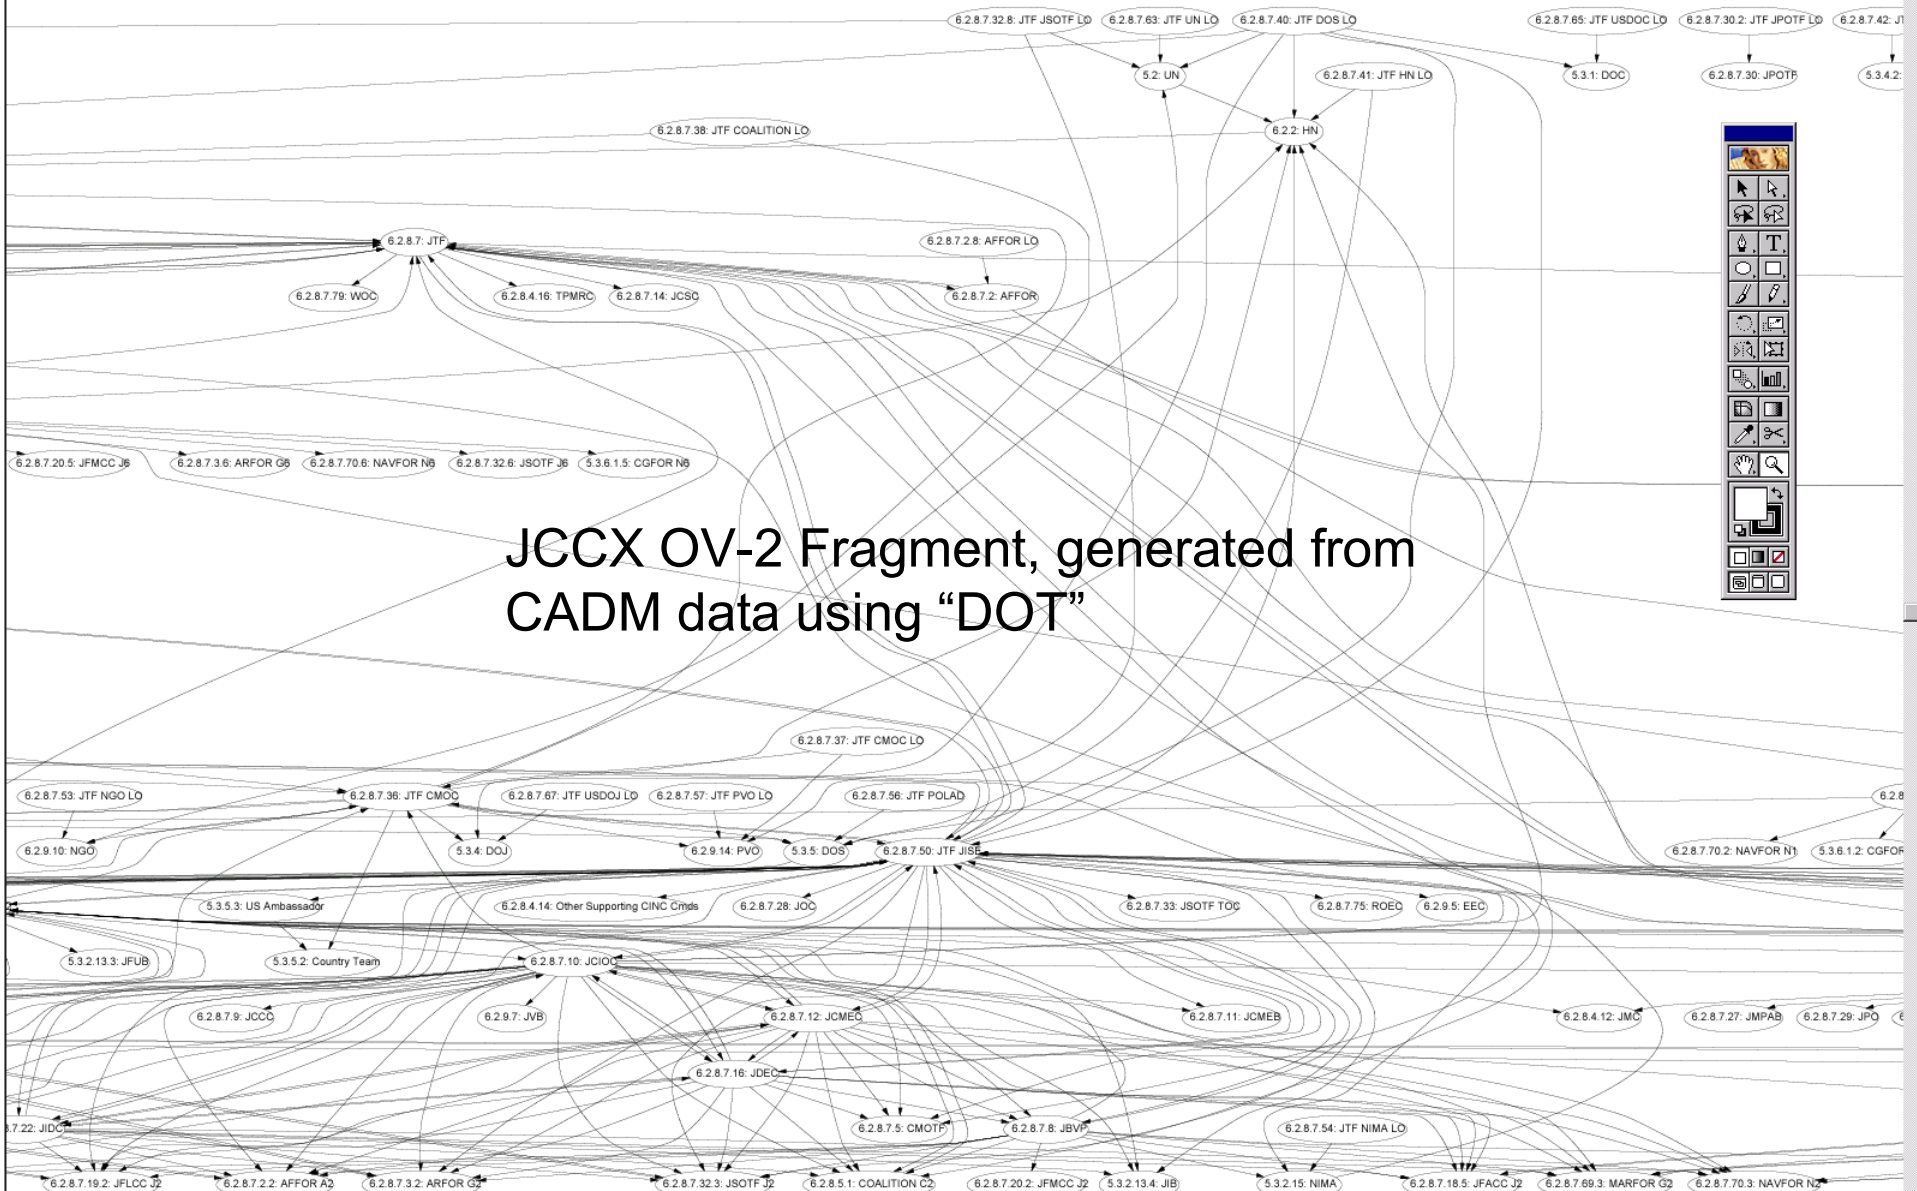 6.2.8.7.32.8: JTF JSOTF LO 6.2.8.7.63: JTF UN LO 6.2.8.7.40: JTF DOS LO 6.2.8.7.65: JTF USDOC LO 6.2.8.7.30.2: JTF JPOTF LO 6.2.8.7.42:
5.2: UN 6.2.8.7.41: JTF HN LO 5.3.1: DOC 6.2.8.7.30: JPOTF 5.3.4.2:
6.2.8.7.38: JTF COALITION LO 6.2.2: HN
6.2.8.7: JTF 6.2.8.7.2.8: AFFOR LO
6.2.8.7.79: WOC 6.2.8.4.16: TPMRC 6.2.8.7.14: JCSC 6.2.8.7.2: AFFOR
6.2.8.7.20.5: JFMCC J6 6.2.8.7.3.6: ARFOR G6 6.2.8.7.70.6: NAVFOR N6 6.2.8.7.32.6: JSOTF J6 5.3.6.1.5: CGFOR N6
JCCX OV-2 Fragment, generated from
CADM data using “DOT”
6.2.8.7.37: JTF CMOC LO
6.2.8.7.53: JTF NGO LO 6.2.8.7.36: JTF CMOC 6.2.8.7.67: JTF USDOJ LO 6.2.8.7.57: JTF PVO LO 6.2.8.7.56: JTF POLAD 6.2.8
6.2.9.10: NGO 5.3.4: DOJ 6.2.9.14: PVO 5.3.5: DOS 6.2.8.7.50: JTF JISE 6.2.8.7.70.2: NAVFOR N1 5.3.6.1.2: CGFOR
5.3.5.3: US Ambassador 6.2.8.4.14: Other Supporting CINC Cmds 6.2.8.7.28: JOC 6.2.8.7.33: JSOTF TOC 6.2.8.7.75: ROEC 6.2.9.5: EEC
5.3.2.13.3: JFUB 5.3.5.2: Country Team 6.2.8.7.10: JCIOC
6.2.8.7.9: JCCC 6.2.9.7: JVB 6.2.8.7.12: JCMEC 6.2.8.7.11: JCMEB 6.2.8.4.12: JMC 6.2.8.7.27: JMPAB 6.2.8.7.29: JPO
6.2.8.7.16: JDEC
.7.22: JIDC 6.2.8.7.5: CMOTF 6.2.8.7.8: JBVP 6.2.8.7.54: JTF NIMA LO
6.2.8.7.19.2: JFLCC J2 6.2.8.7.2.2: AFFOR A2 6.2.8.7.3.2: ARFOR G2 6.2.8.7.32.3: JSOTF J2 6.2.8.5.1: COALITION C2 6.2.8.7.20.2: JFMCC J2 5.3.2.13.4: JIB 5.3.2.15: NIMA 6.2.8.7.18.5: JFACC J2 6.2.8.7.69.3: MARFOR G2 6.2.8.7.70.3: NAVFOR N2